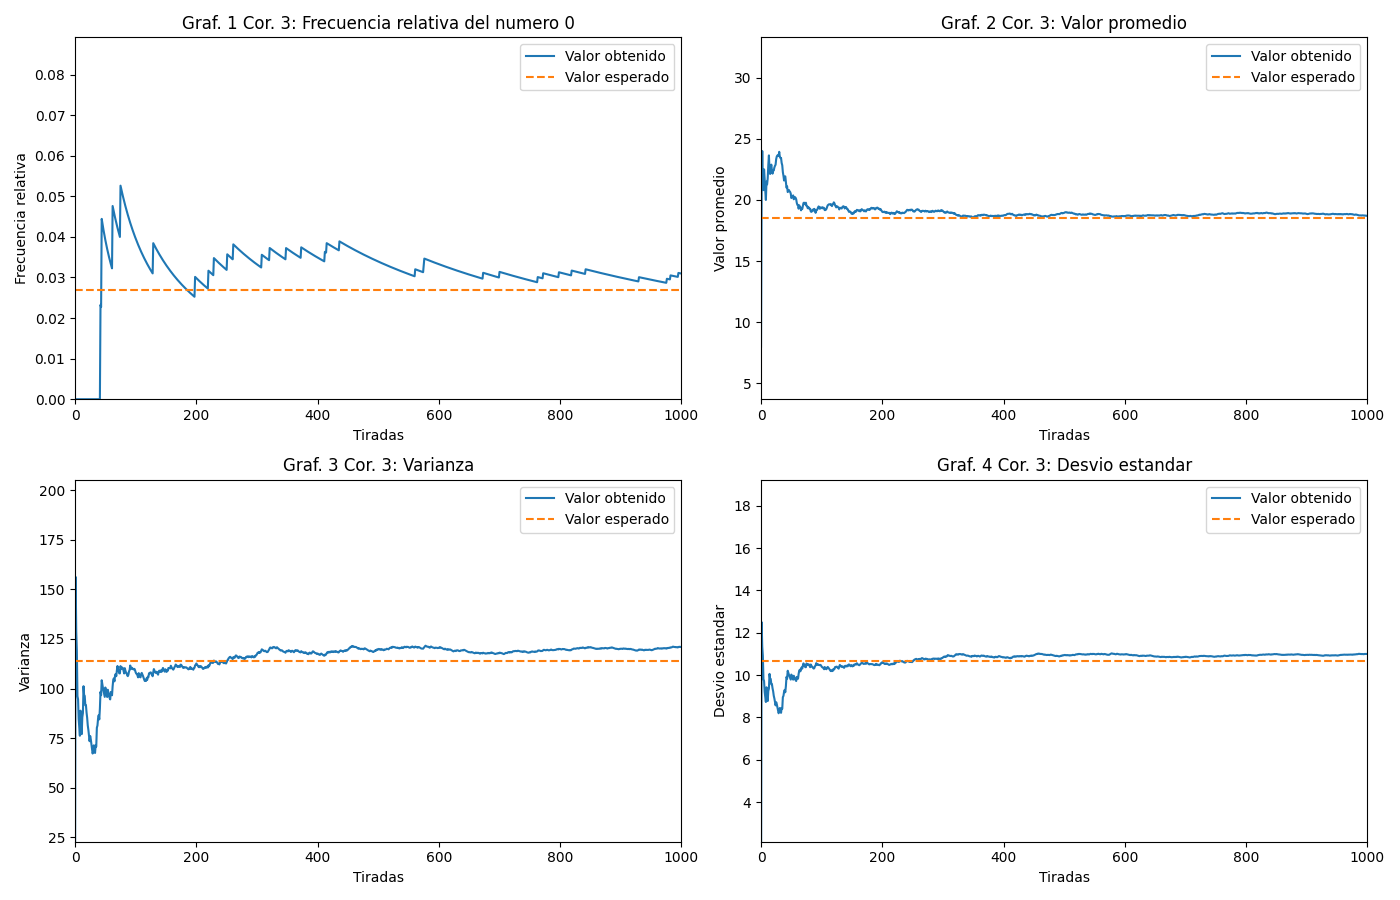 Graf. 1 Cor. 3: Frecuencia relativa del numero 0
Frecuencia relativa
0.08
0.07
0.06
0.05
0.04
0.03
0.02
0.01
0.00
Valor obtenido
Valor esperado
0 200 400 600 800 1000
Tiradas
Graf. 2 Cor. 3: Valor promedio
Valor promedio
30
25
20
15
10
5
Valor obtenido
Valor esperado
0 200 400 600 800 1000
Tiradas
Graf. 3 Cor. 3: Varianza
Varianza
200
175
150
125
100
75
50
25
Valor obtenido
Valor esperado
0 200 400 600 800 1000
Tiradas
Graf. 4 Cor. 3: Desvio estandar
Desvio estandar
18
16
14
12
10
8
6
4
Valor obtenido
Valor esperado
0 200 400 600 800 1000
Tiradas